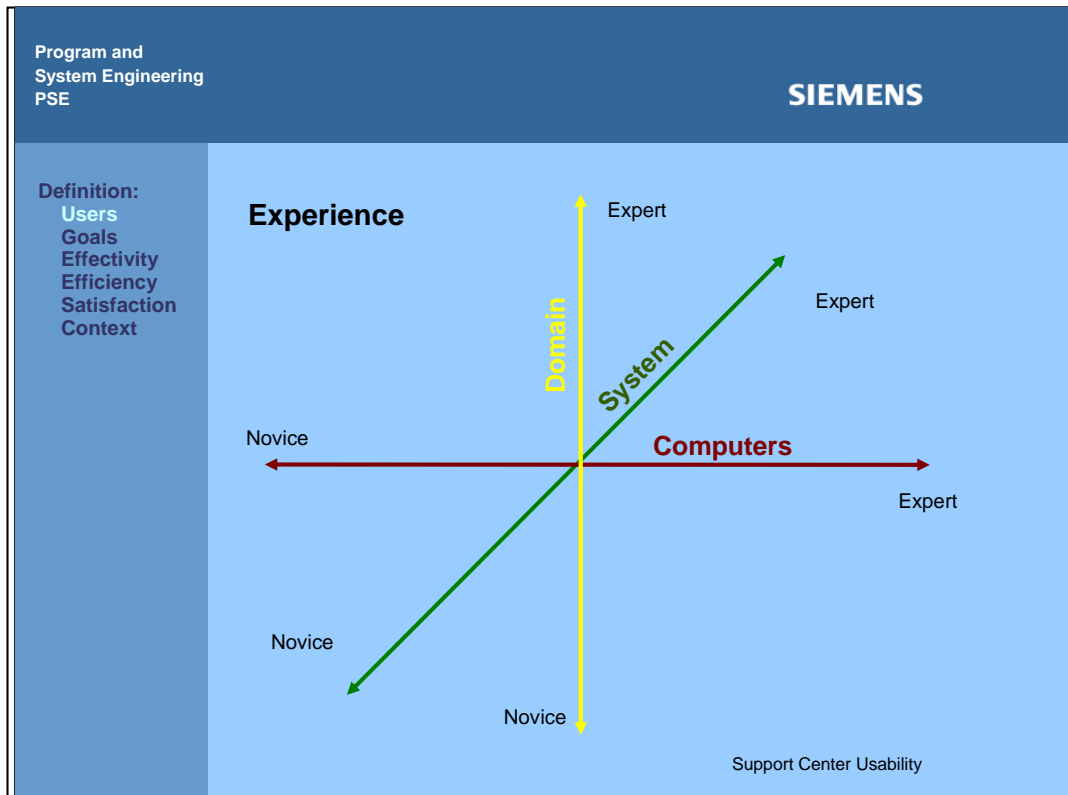 Program and
System Engineering
PSE
SIEMENS
Definition:
Users
Goals
Effectivity
Efficiency
Satisfaction
Context
Experience
Expert
Expert
Domain
System
Novice
Computers
Expert
Novice
Novice
Support Center Usability